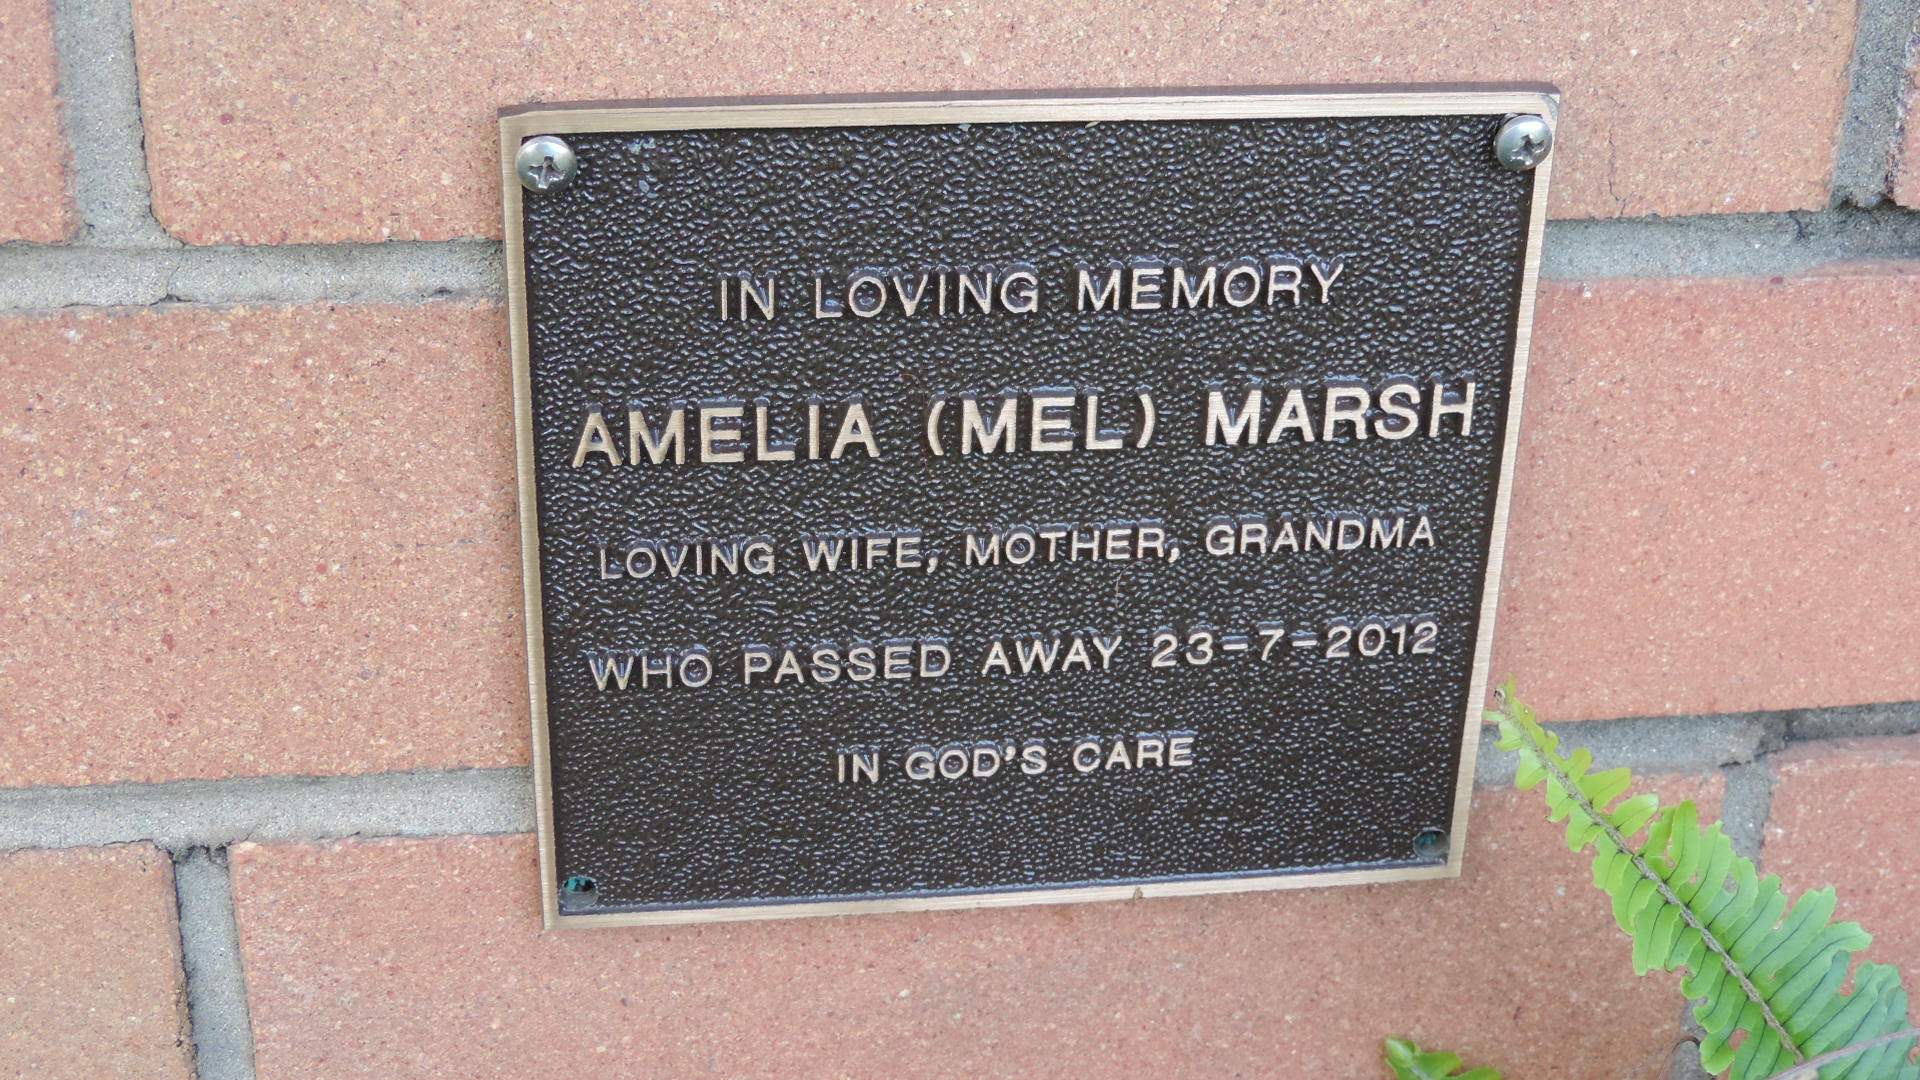 IN LOVING MEMORY
AMELIA (MEL) MARSH
LOVING WIFE, MOTHER, GRANDMA
WHO PASSED AWAY 23-7-2012
IN GOD'S CARE